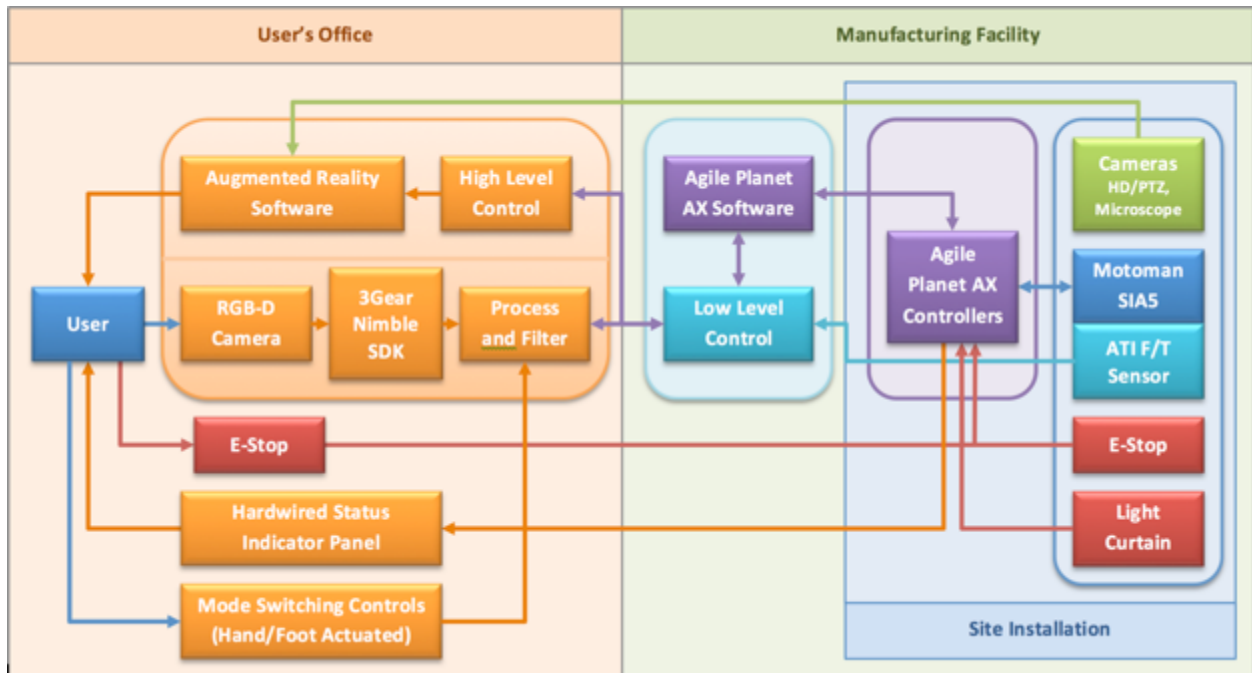 User's Office
Manufacturing Facility
Augmented Reality
Software
High Level
Control
Agile Planet
AX Software
Cameras
HD/PTZ,
Microscope
Agile
Planet AX
Controllers
Motoman
SIA5
User
RGB-D
Camera
3Gear
Nimble
SDK
Process
and Filter
Low Level
Control
ATI F/T
Sensor
E-Stop
E-Stop
Hardwired Status
Indicator Panel
Light
Curtain
Mode Switching Controls
(Hand/Foot Actuated)
Site Installation